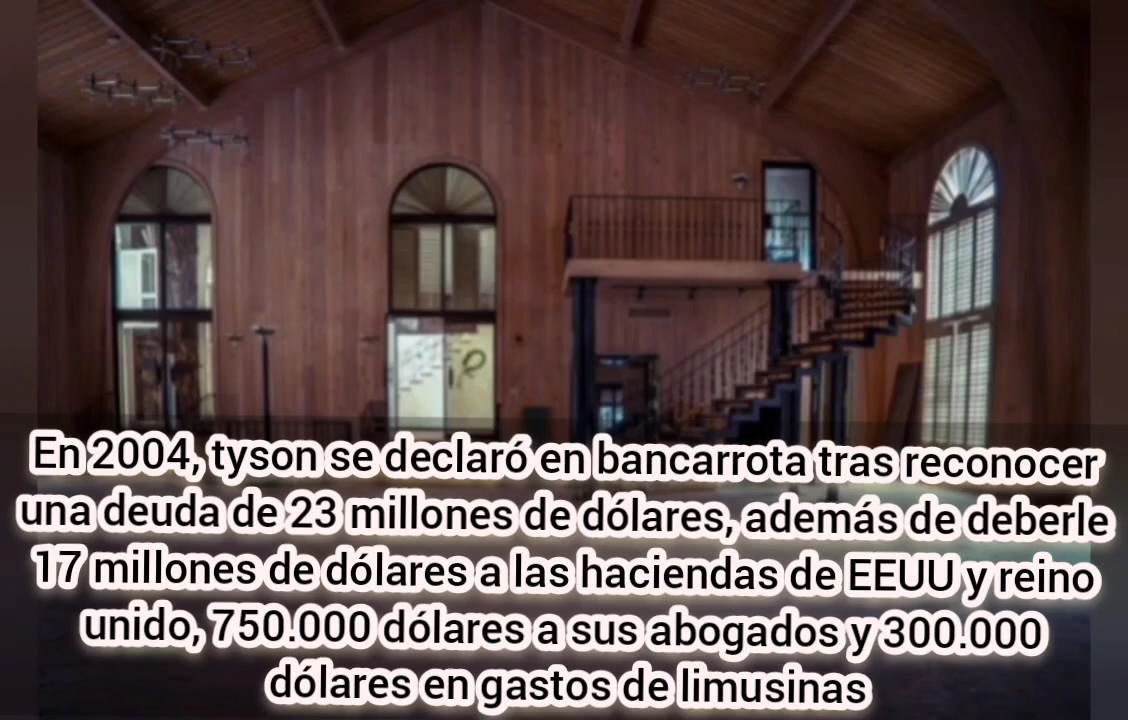 En 2004, tyson se declaró en bancarrota tras reconocer
una deuda de 23 millones de dólares, además de deberle
17 millones de dólares a las haciendas de EEUU y reino
unido, 750.000 dólares a sus abogados y 300.000
dólares en gastos de limusinas